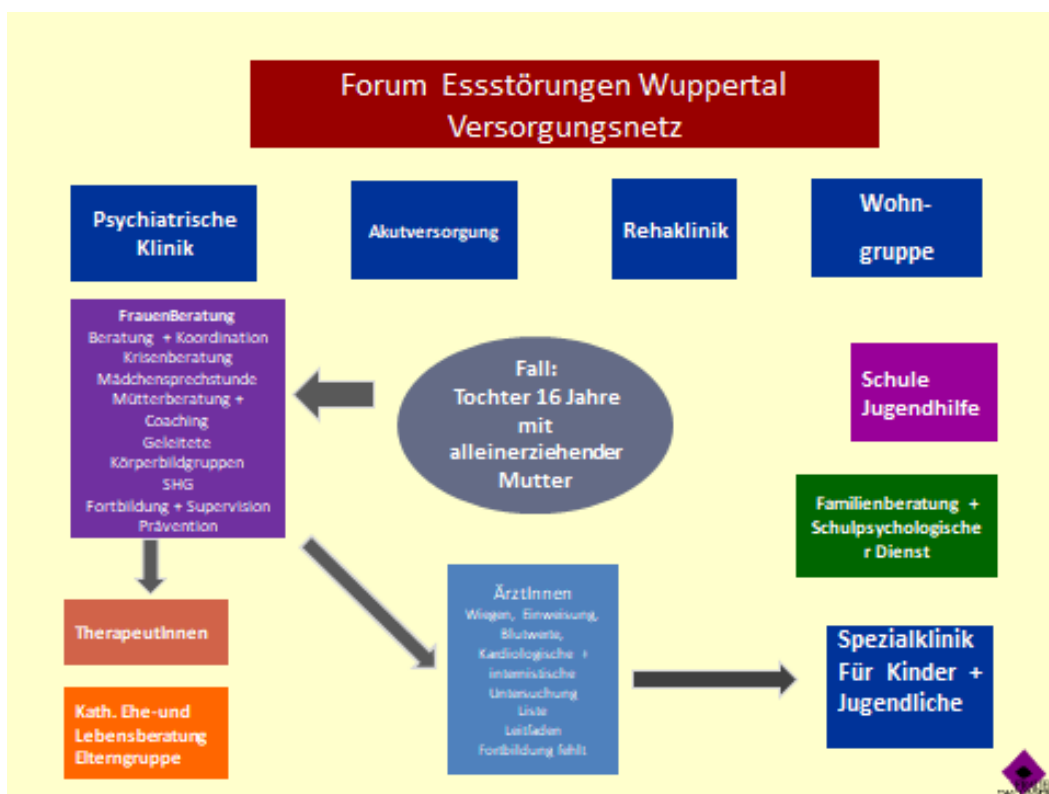 Forum Essstörungen Wuppertal
Versorgungsnetz
Psychiatrische
Klinik
Akutversorgung
Rehaklinik
Wohn-
gruppe
FrauenBeratung
Beratung + Koordination
Krisenberatung
Mädchensprechstunde
Mütterberatung +
Coaching
Geleitete
Körperbildgruppen
SHG
Fortbildung + Supervision
Prävention
Fall:
Tochter 16 Jahre
mit
alleinerziehender
Mutter
Schule
Jugendhilfe
Familienberatung +
Schulpsychologische
r Dienst
TherapeutInnen
ÄrztInnen
Wiegen, Einweisung,
Blutwerte,
Kardiologische +
internistische
Untersuchung
Liste
Leitfaden
Fortbildung fehlt
Spezialklinik
Für Kinder +
Jugendliche
Kath. Ehe-und
Lebensberatung
Elterngruppe